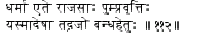 धर्मा एते राजसाः पुम्प्रवृत्तिः
यस्मादेषा तद्रजो बन्धहेतुः ॥ ११२॥